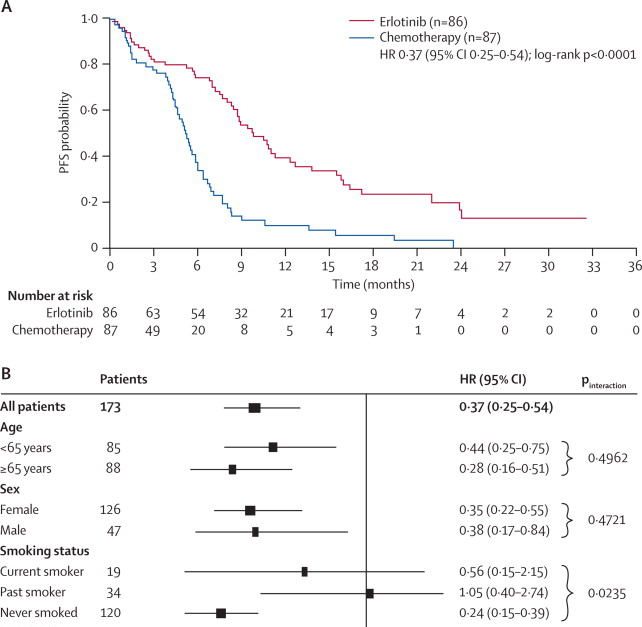 A
Erlotinib (n=86)
Chemotherapy (n=87)
HR 0·37 (95% CI 0·25–0·54); log-rank p<0·0001
PFS probability
1·0
0·8
0·6
0·4
0·2
0
0 3 6 9 12 15 18 21 24 27 30 33 36
Time (months)
Number at risk
Erlotinib 86 63 54 32 21 17 9 7 4 2 2 0 0
Chemotherapy 87 49 20 8 5 4 3 1 0 0 0 0 0
B Patients HR (95% CI) pinteraction
All patients 173 0·37 (0·25–0·54)
Age
<65 years 85 0·44 (0·25–0·75)
≥65 years 88 0·28 (0·16–0·51)
0·4962
Sex
Female 126 0·35 (0·22–0·55)
Male 47 0·38 (0·17–0·84)
0·4721
Smoking status
Current smoker 19 0·56 (0·15–2·15)
Past smoker 34 1·05 (0·40–2·74)
Never smoked 120 0·24 (0·15–0·39)
0·0235